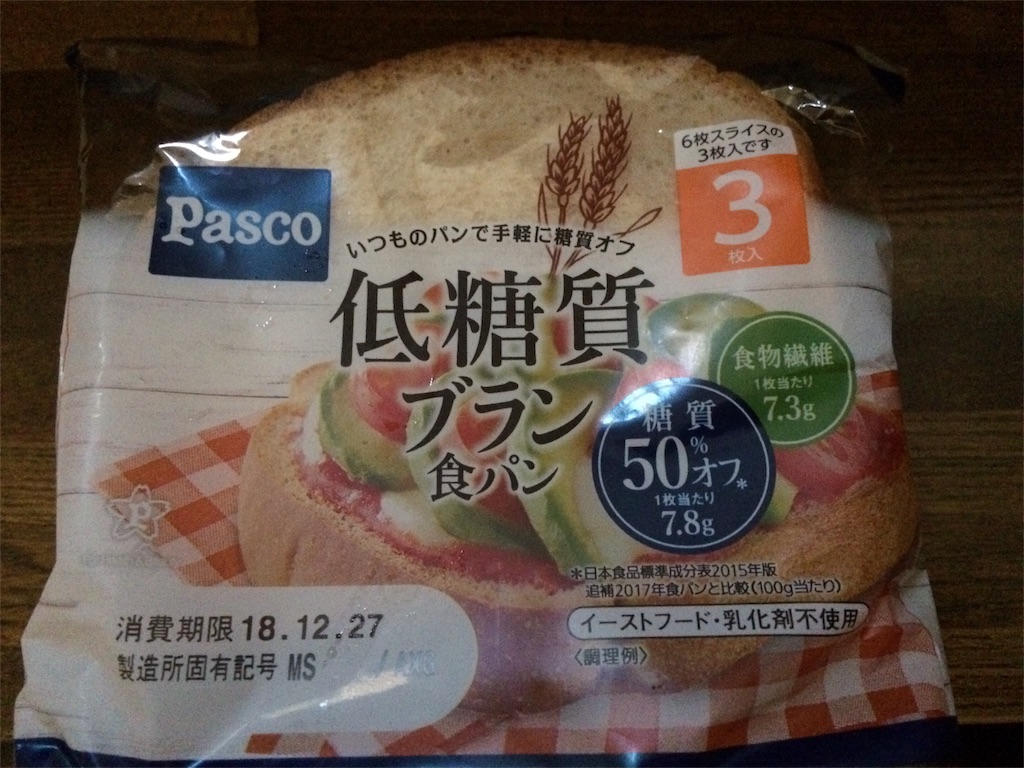 Pasco
6枚スライスの
3枚入です
3
枚入
いつものパンで手軽に糖質オフ
低糖質
ブラン
食パン
食物繊維
1枚当たり
7.3g
糖質
50%オフ*
1枚当たり
7.8g
*日本食品標準成分表2015年版
追補2017年食パンと比較(100g当たり)
イーストフード・乳化剤不使用
〈調理例〉
消費期限 18.12.27
製造所固有記号 MS